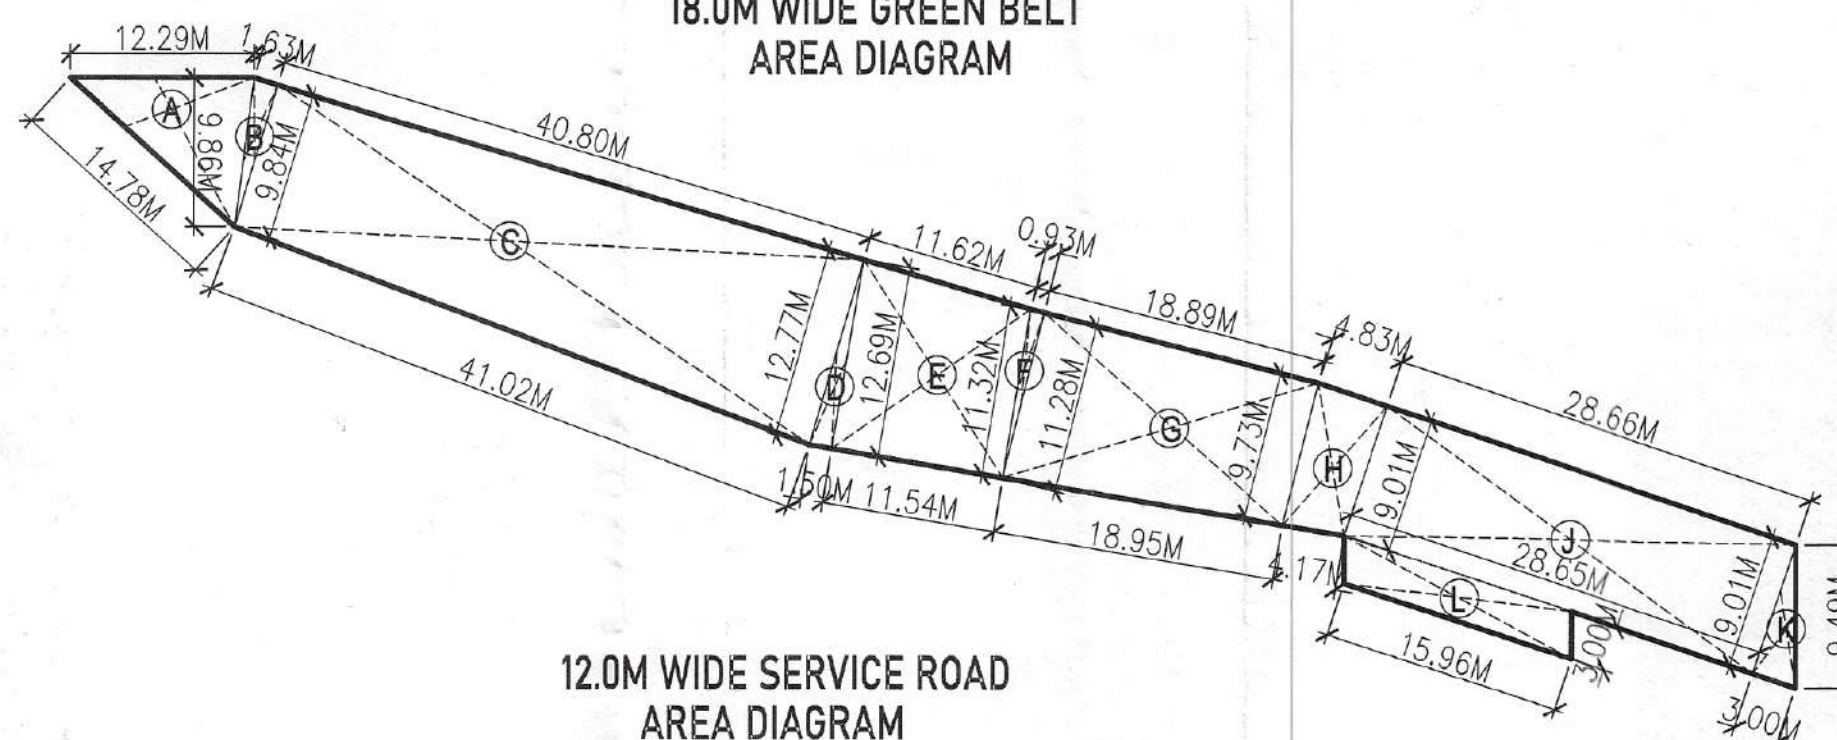 18.0M WIDE GREEN BELT
AREA DIAGRAM
12.29M
1.63M
A
9.86M
B
9.84M
14.78M
40.80M
C
41.02M
12.77M
D
12.69M
11.62M
0.93M
E
11.32M
F
11.28M
18.89M
4.83M
G
9.73M
H
9.01M
28.66M
J
28.65M
9.01M
K
L
1.50M
11.54M
18.95M
4.17M
15.96M
3.00M
3.00M
12.0M WIDE SERVICE ROAD
AREA DIAGRAM